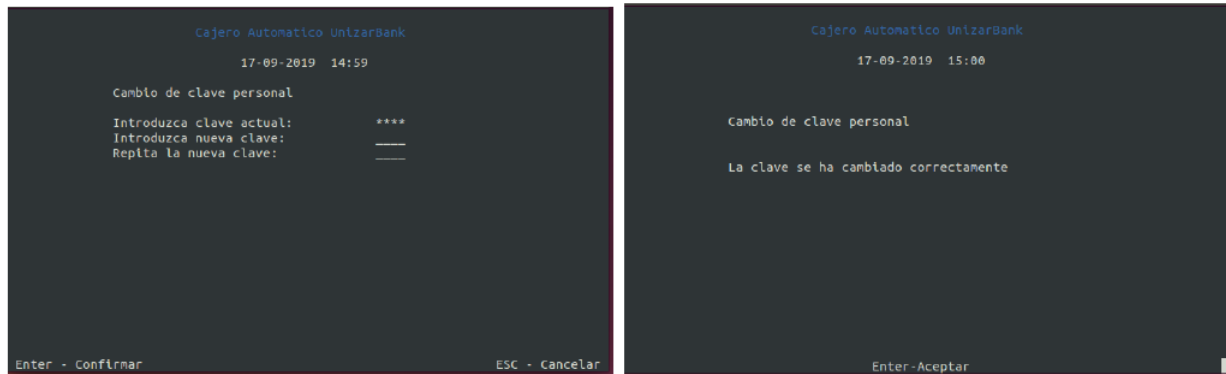 Cajero Automatico UnizarBank
17-09-2019 14:59
Cambio de clave personal
Introduzca clave actual: ****
Introduzca nueva clave: ____
Repita la nueva clave: ____
Enter - Confirmar ESC - Cancelar
Cajero Automatico UnizarBank
17-09-2019 15:00
Cambio de clave personal
La clave se ha cambiado correctamente
Enter-Aceptar